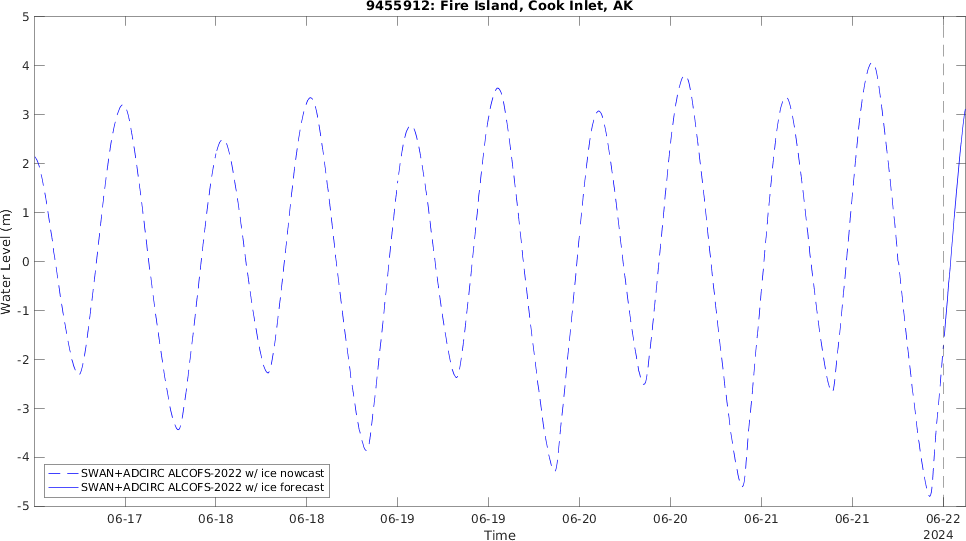 9455912: Fire Island, Cook Inlet, AK
5
4
3
2
1
0
-1
-2
-3
-4
-5
Water Level (m)
SWAN+ADCIRC ALCOFS-2022 w/ ice nowcast
SWAN+ADCIRC ALCOFS-2022 w/ ice forecast
06-17 06-18 06-18 06-19 06-19 06-20 06-20 06-21 06-21 06-22
Time 2024